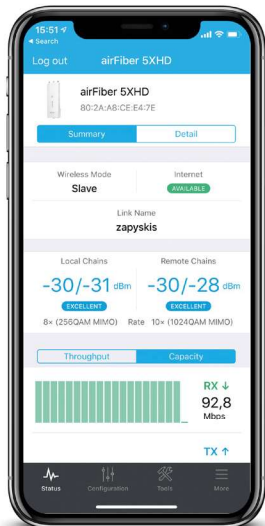 15:51
Search
Log out airFiber 5XHD
airFiber 5XHD
80:2A:A8:CE:E4:7E
Summary Detail
Wireless Mode Internet
Slave AVAILABLE
Link Name
zapyskis
Local Chains Remote Chains
-30/-31 dBm -30/-28 dBm
EXCELLENT EXCELLENT
8× (256QAM MIMO) Rate 10× (1024QAM MIMO)
Throughput Capacity
RX ↓
92,8
Mbps
TX ↑
Status Configuration Tools More